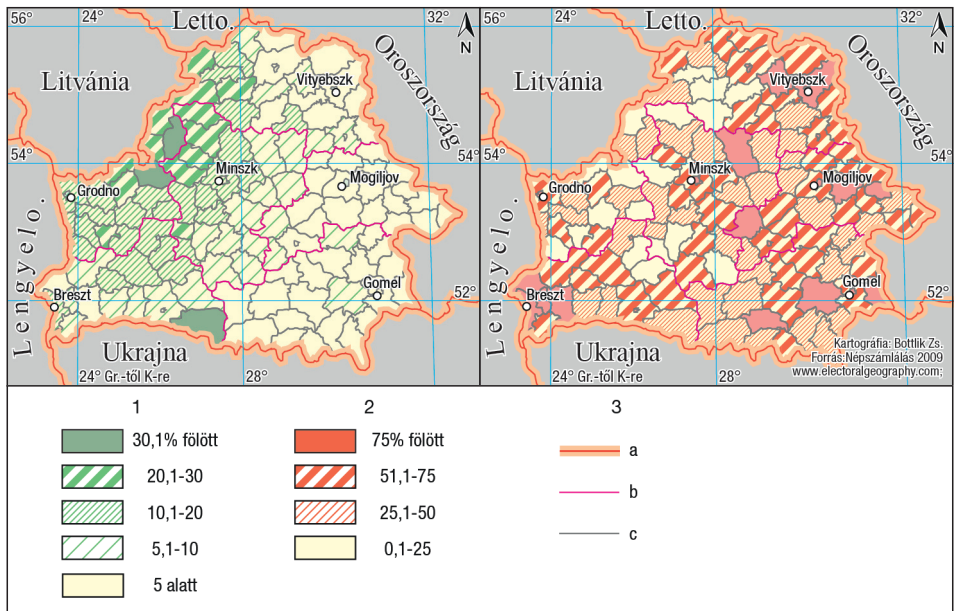 56°
24°
Letto.
32°
N
Litvánia
Oroszország
Vityebszk
54°
Minszk
Mogiljov
Grodno
Lengyelo.
Breszt
Gomel
52°
Ukrajna
24° Gr.-től K-re
28°
24°
Letto.
32°
56°
N
Litvánia
Oroszország
Vityebszk
54°
Minszk
Mogiljov
Grodno
Lengyelo.
Breszt
Gomel
52°
Ukrajna
Kartográfia: Bottlik Zs.
Forrás:Népszámlálás 2009
www.electoralgeography.com;
24° Gr.-től K-re
28°
1
30,1% fölött
20,1-30
10,1-20
5,1-10
5 alatt
2
75% fölött
51,1-75
25,1-50
0,1-25
3
a
b
c